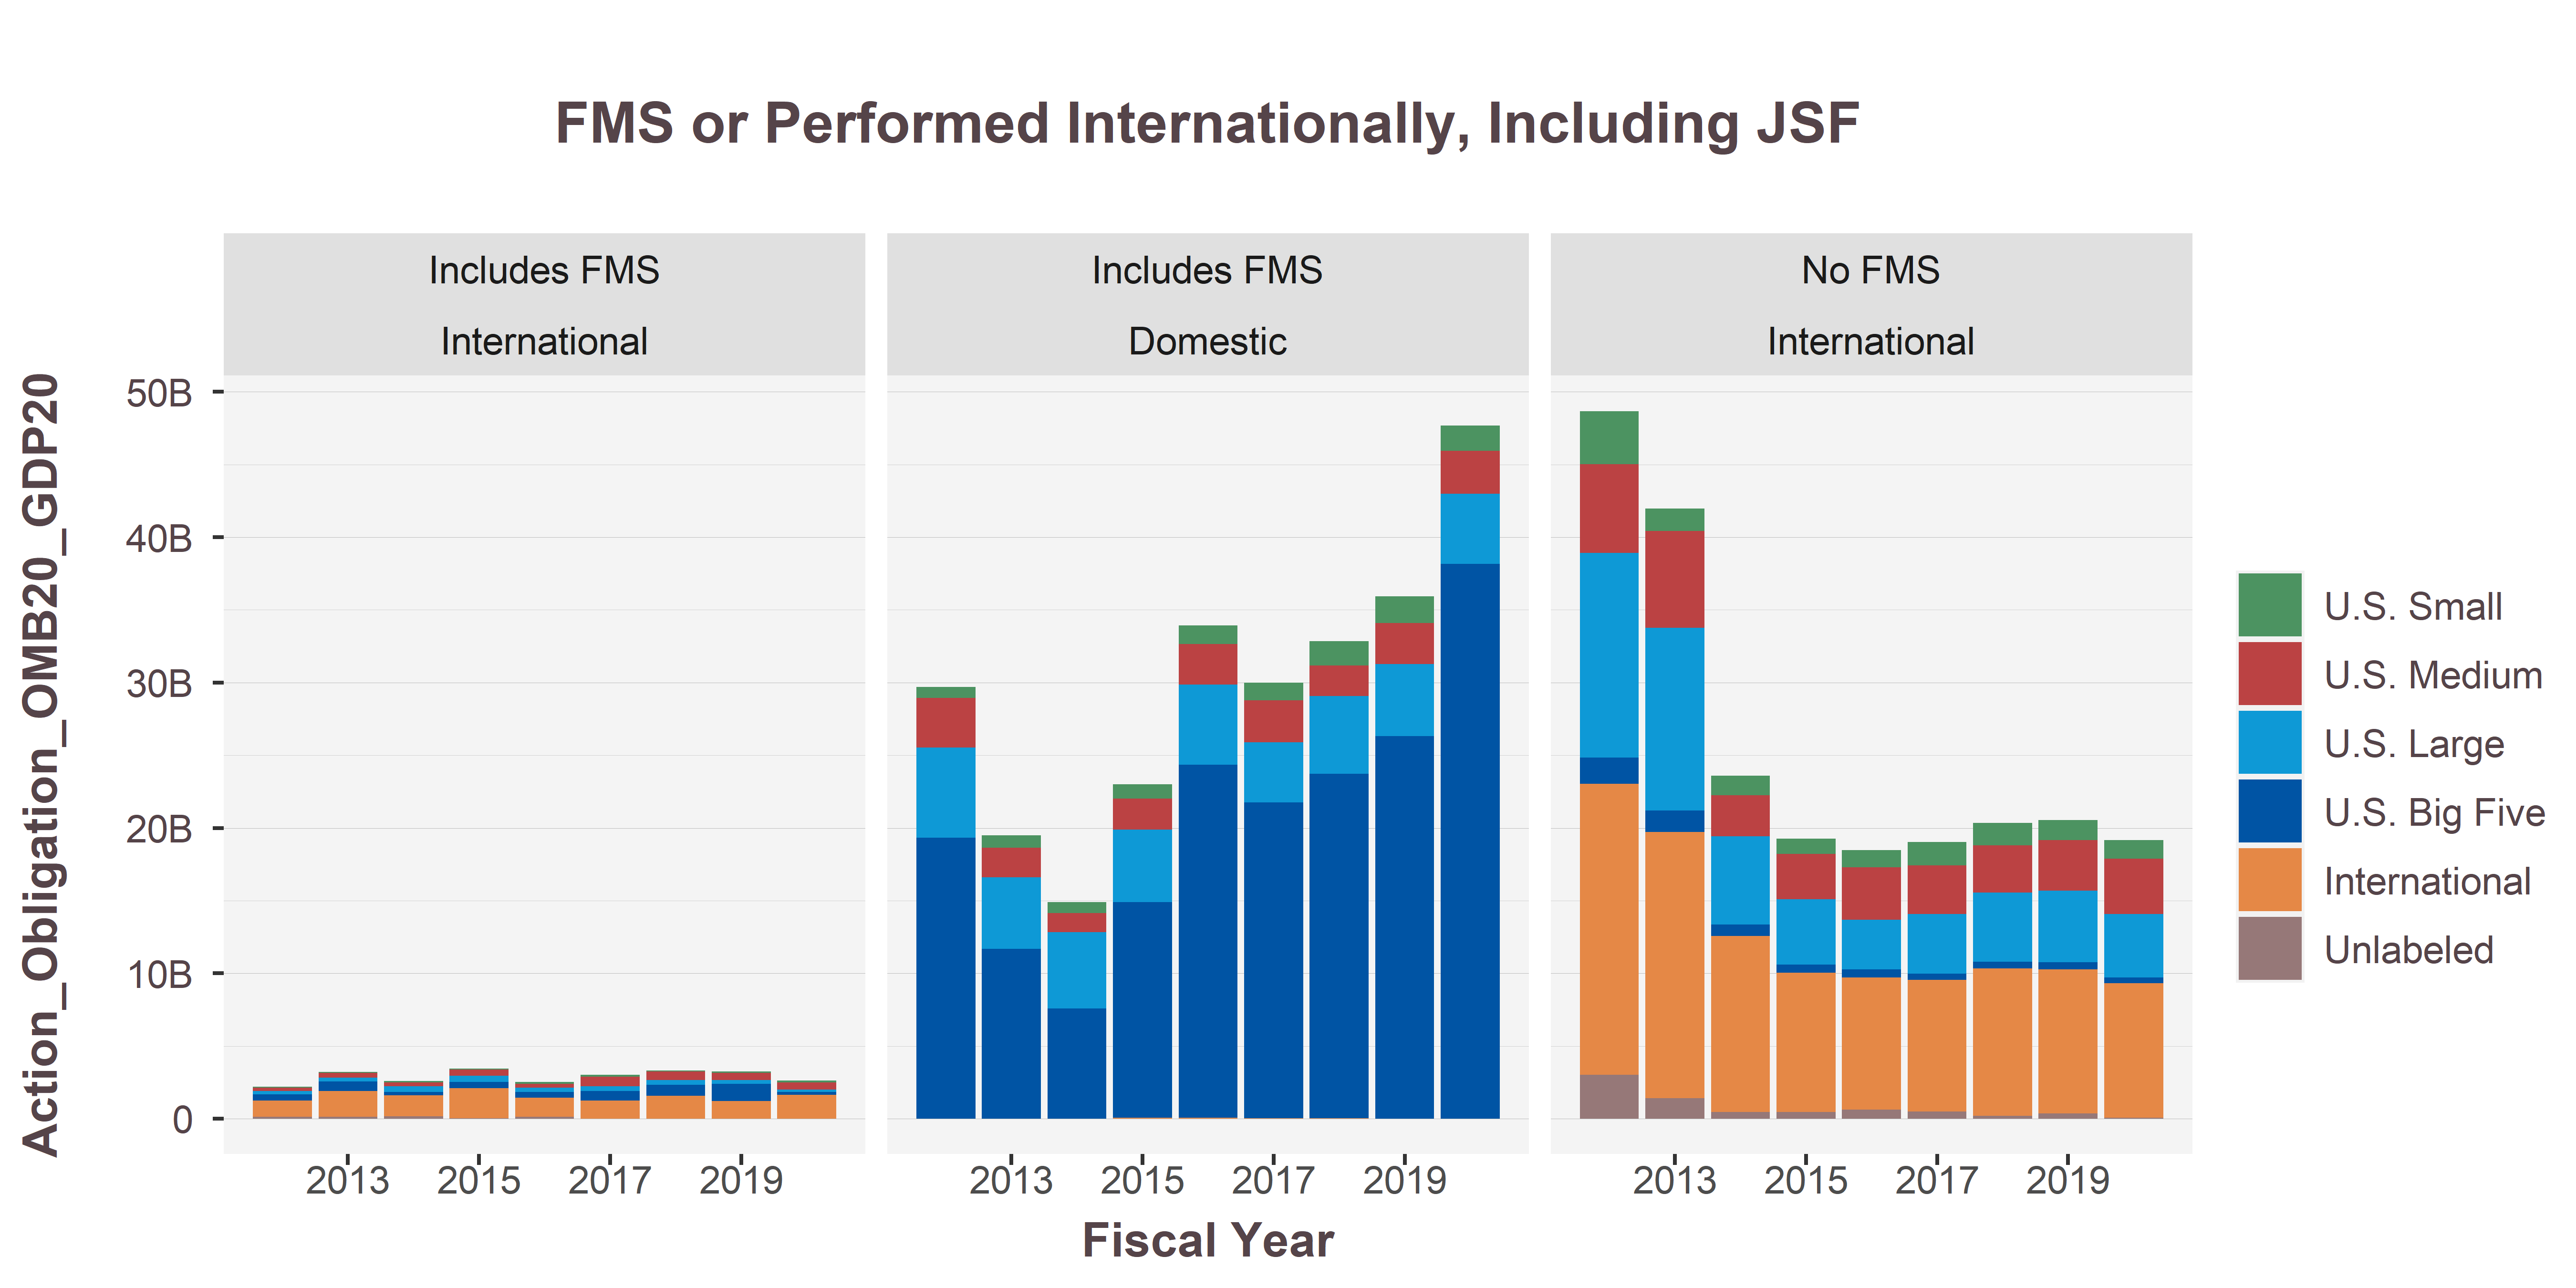 FMS or Performed Internationally, Including JSF
Includes FMS
International
Includes FMS
Domestic
No FMS
International
Action_Obligation_OMB20_GDP20
50B
40B
30B
20B
10B
0
2013 2015 2017 2019
2013 2015 2017 2019
2013 2015 2017 2019
Fiscal Year
U.S. Small
U.S. Medium
U.S. Large
U.S. Big Five
International
Unlabeled